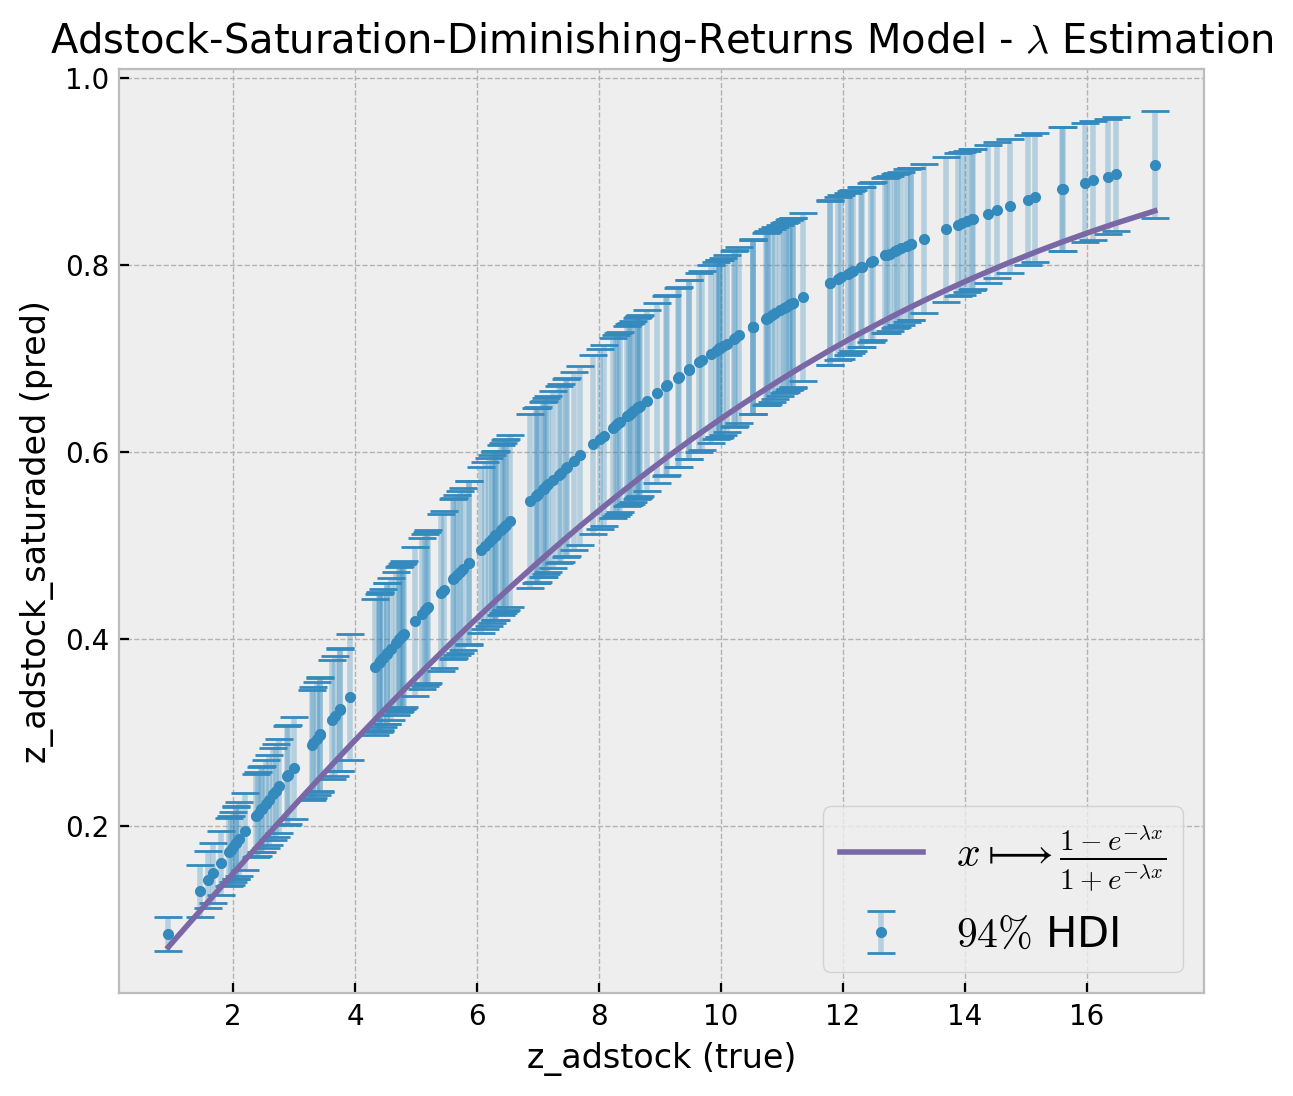 Adstock-Saturation-Diminishing-Returns Model - λ Estimation
1.0
0.8
0.6
0.4
0.2
z_adstock_saturaded (pred)
x ⟼ \frac{1 − e^{−λx}}{1 + e^{−λx}}
94% HDI
2 4 6 8 10 12 14 16
z_adstock (true)